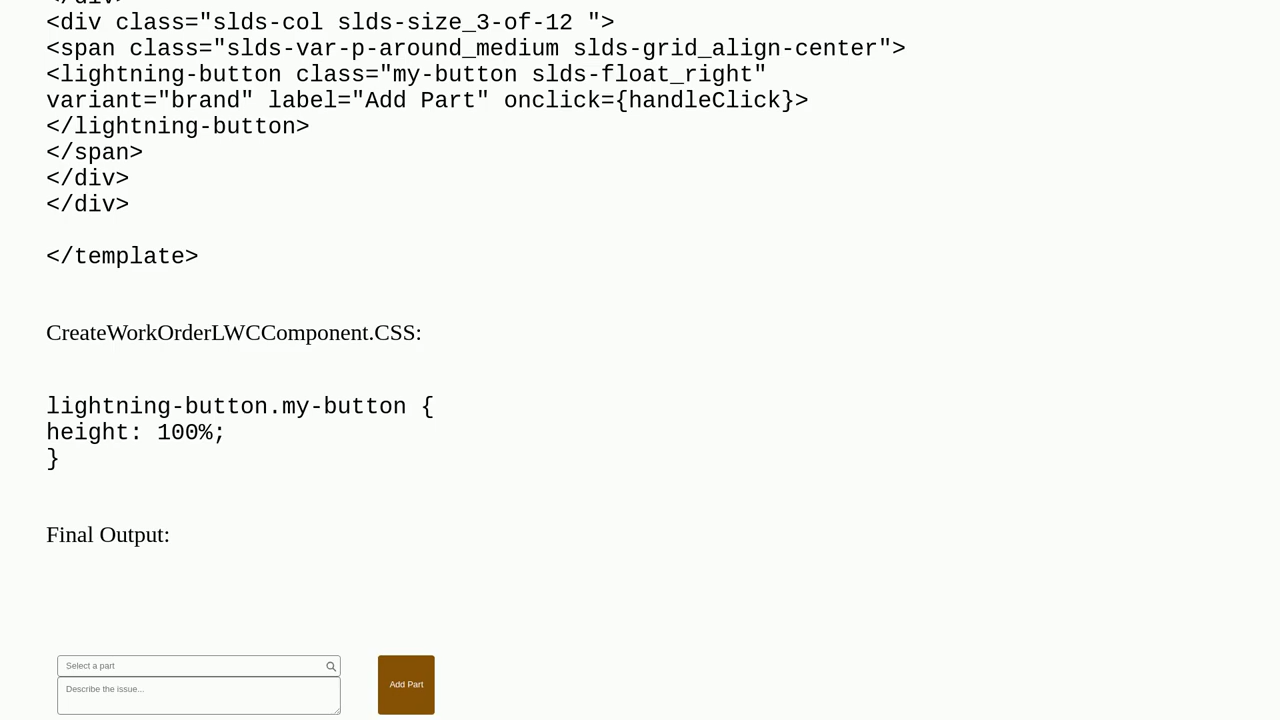 </div>
<div class="slds-col slds-size_3-of-12 ">
<span class="slds-var-p-around_medium slds-grid_align-center">
<lightning-button class="my-button slds-float_right"
variant="brand" label="Add Part" onclick={handleClick}>
</lightning-button>
</span>
</div>
</div>
</template>
CreateWorkOrderLWCComponent.CSS:
lightning-button.my-button {
height: 100%;
}
Final Output:
Select a part
Describe the issue...
Add Part